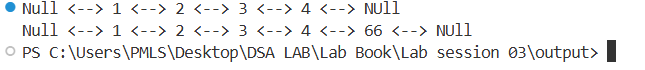 Null <--> 1 <--> 2 <--> 3 <--> 4 <--> NUll
Null <--> 1 <--> 2 <--> 3 <--> 4 <--> 66 <--> Null
PS C:\Users\PMLS\Desktop\DSA LAB\Lab Book\Lab session 03\output>